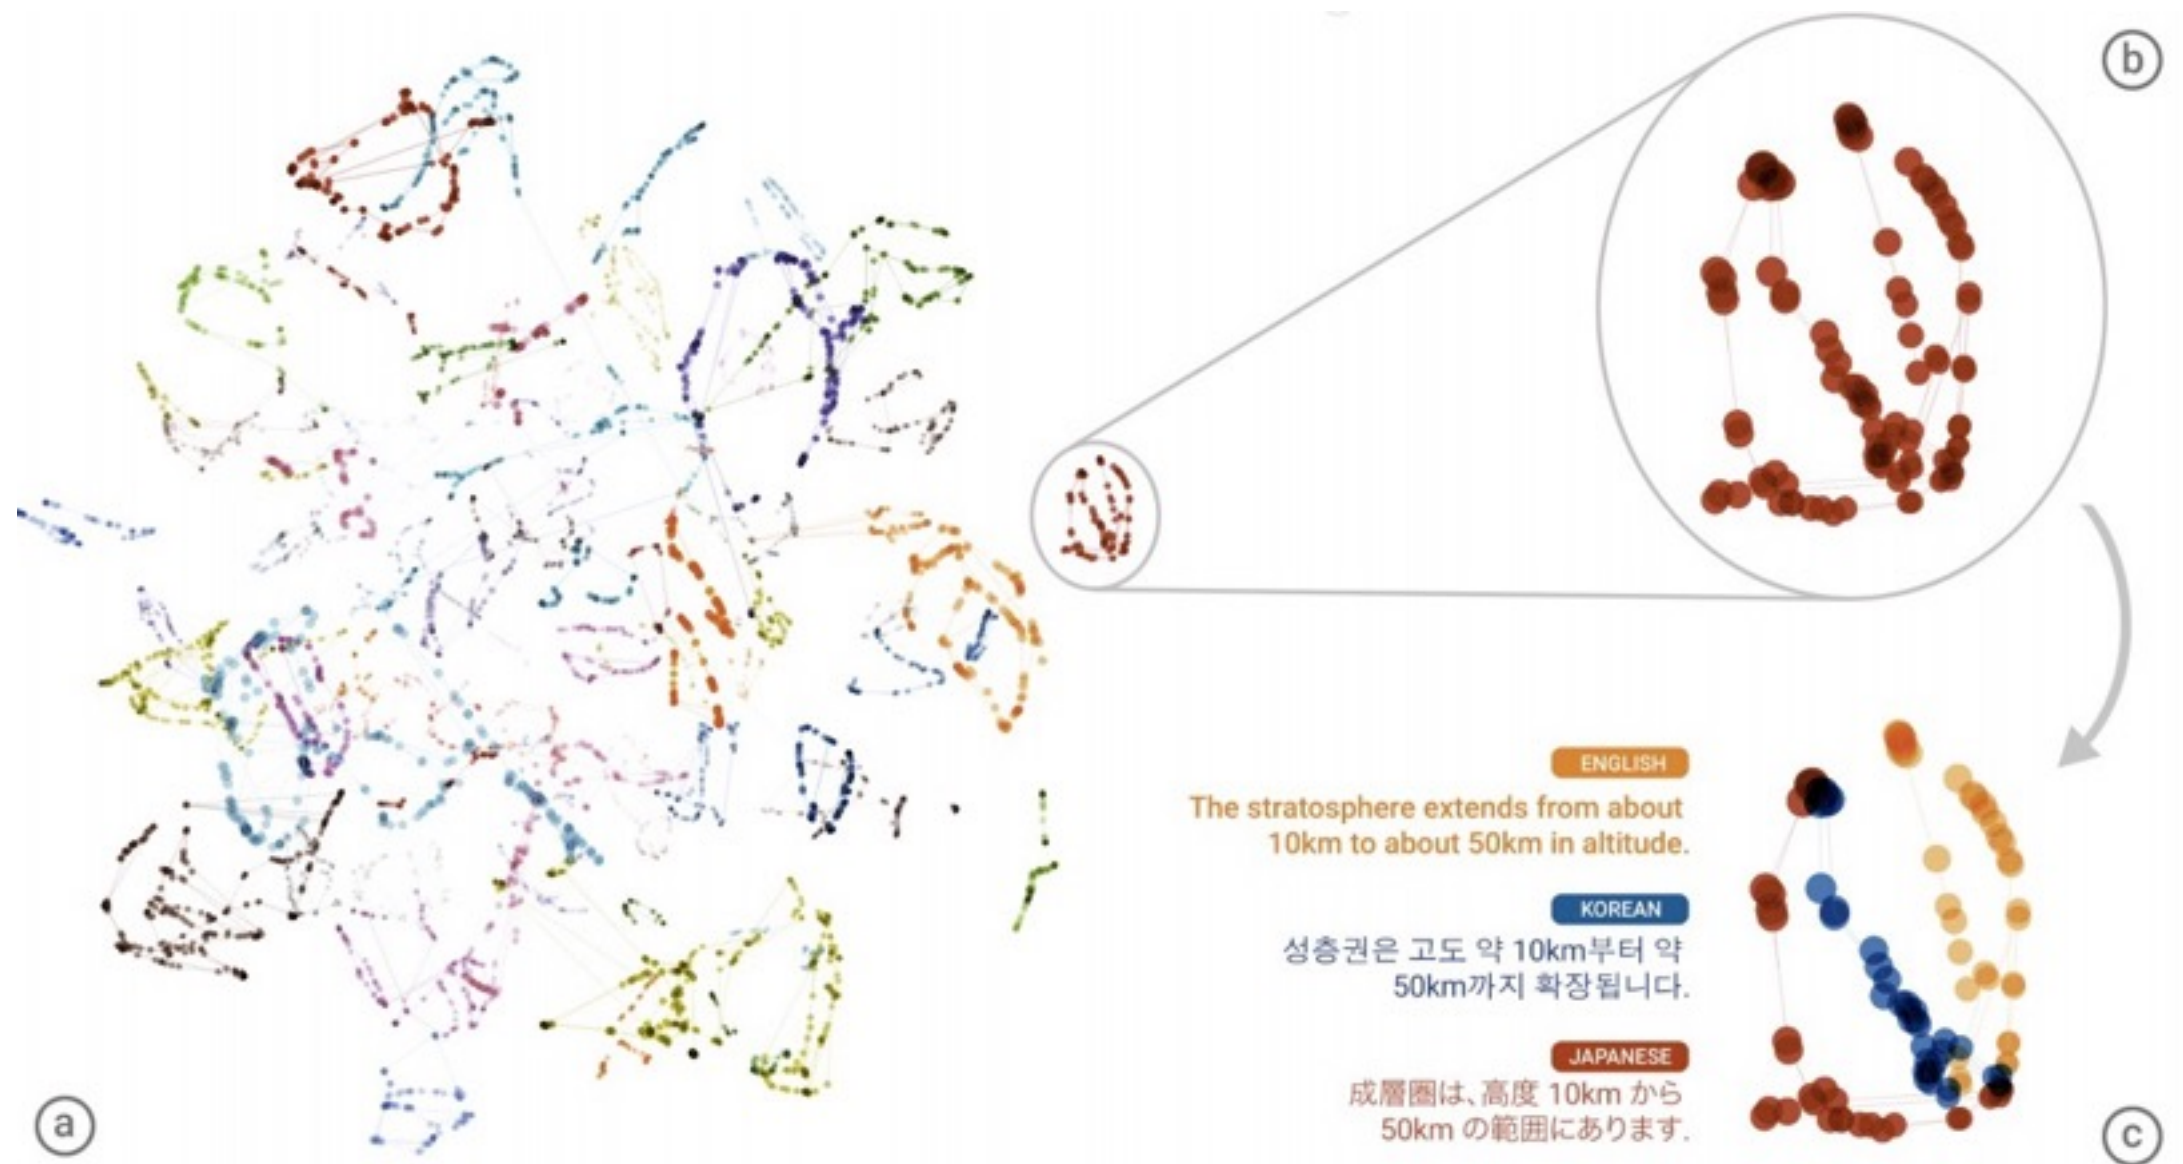 b
ENGLISH
The stratosphere extends from about
10km to about 50km in altitude.
KOREAN
성층권은 고도 약 10km부터 약
50km까지 확장됩니다.
JAPANESE
成層圏は、高度 10km から
50km の範囲にあります.
a
c